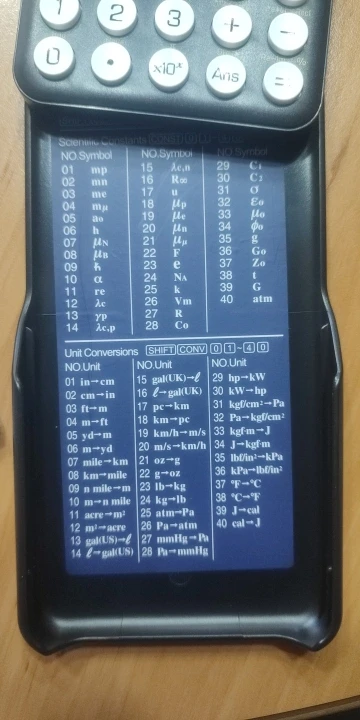 1 2 3 + −
0 • ×10ˣ Ans =
Scientific Constants
NO.Symbol NO.Symbol NO.Symbol
01 mp 15 λc,n 29 C1
02 mn 16 R∞ 30 C2
03 me 17 u 31 σ
04 mμ 18 μp 32 ε0
05 a0 19 μe 33 μ0
06 h 20 μn 34 ϕ0
07 μN 21 μμ 35 g
08 μB 22 F 36 G0
09 ħ 23 e 37 Z0
10 α 24 NA 38 t
11 re 25 k 39 G
12 λc 26 Vm 40 atm
13 γp 27 R
14 λc,p 28 C0
Unit Conversions SHIFT CONV 0 1 ~ 4 0
NO.Unit NO.Unit NO.Unit
01 in→cm 15 gal(UK)→ℓ 29 hp→kW
02 cm→in 16 ℓ→gal(UK) 30 kW→hp
03 ft→m 17 pc→km 31 kgf/cm²→Pa
04 m→ft 18 km→pc 32 Pa→kgf/cm²
05 yd→m 19 km/h→m/s 33 kgf·m→J
06 m→yd 20 m/s→km/h 34 J→kgf·m
07 mile→km 21 oz→g 35 lbf/in²→kPa
08 km→mile 22 g→oz 36 kPa→lbf/in²
09 n mile→m 23 lb→kg 37 °F→°C
10 m→n mile 24 kg→lb 38 °C→°F
11 acre→m² 25 atm→Pa 39 J→cal
12 m²→acre 26 Pa→atm 40 cal→J
13 gal(US)→ℓ 27 mmHg→Pa
14 ℓ→gal(US) 28 Pa→mmHg